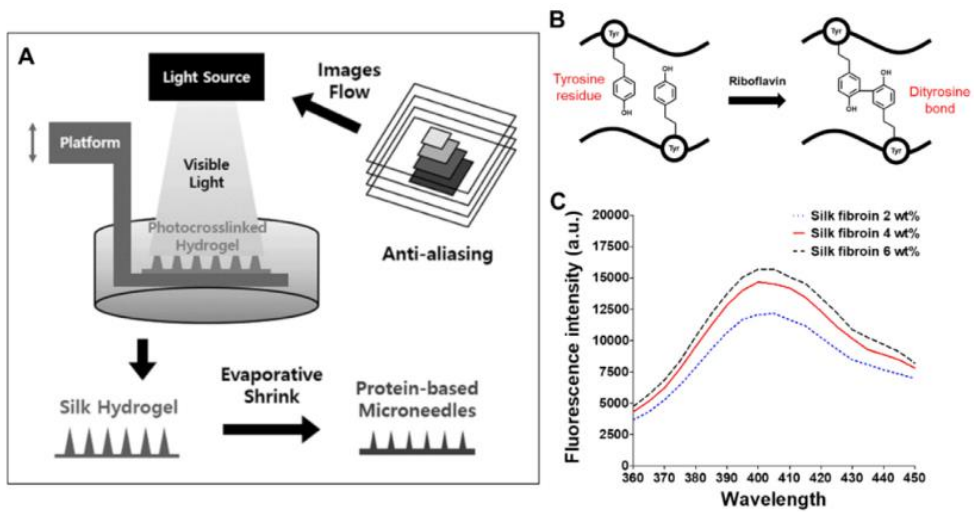 A
Light Source
Images
Flow
Platform
Visible
Light
Photocrosslinked
Hydrogel
Anti-aliasing
Silk Hydrogel
Evaporative
Shrink
Protein-based
Microneedles
B
Tyr
Tyrosine
residue
OH
OH
Tyr
Riboflavin
Tyr
OH
OH
Dityrosine
bond
Tyr
C
Fluorescence intensity (a.u.)
20000
17500
15000
12500
10000
7500
5000
2500
0
Silk fibroin 2 wt%
Silk fibroin 4 wt%
Silk fibroin 6 wt%
360 370 380 390 400 410 420 430 440 450
Wavelength